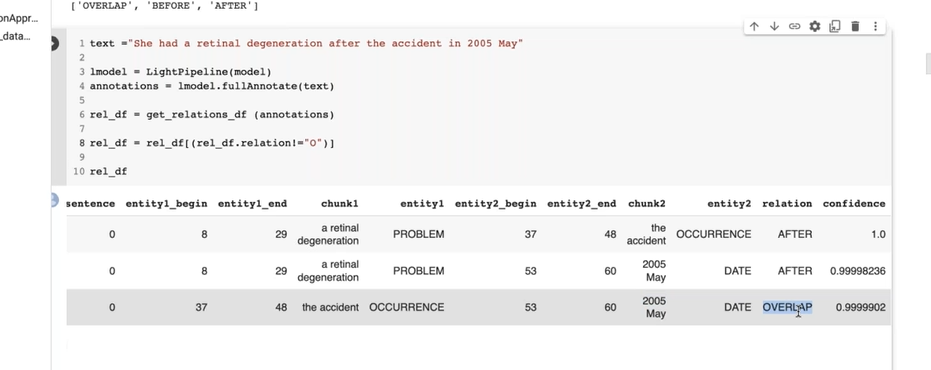 ['OVERLAP', 'BEFORE', 'AFTER']
onAppr...
_data...
1 text ="She had a retinal degeneration after the accident in 2005 May"
2
3 lmodel = LightPipeline(model)
4 annotations = lmodel.fullAnnotate(text)
5
6 rel_df = get_relations_df (annotations)
7
8 rel_df = rel_df[(rel_df.relation!="O")]
9
10 rel_df
sentence entity1_begin entity1_end chunk1 entity1 entity2_begin entity2_end chunk2 entity2 relation confidence
0 8 29 a retinal degeneration PROBLEM 37 48 the accident OCCURRENCE AFTER 1.0
0 8 29 a retinal degeneration PROBLEM 53 60 2005 May DATE AFTER 0.99998236
0 37 48 the accident OCCURRENCE 53 60 2005 May DATE OVERLAP 0.9999902